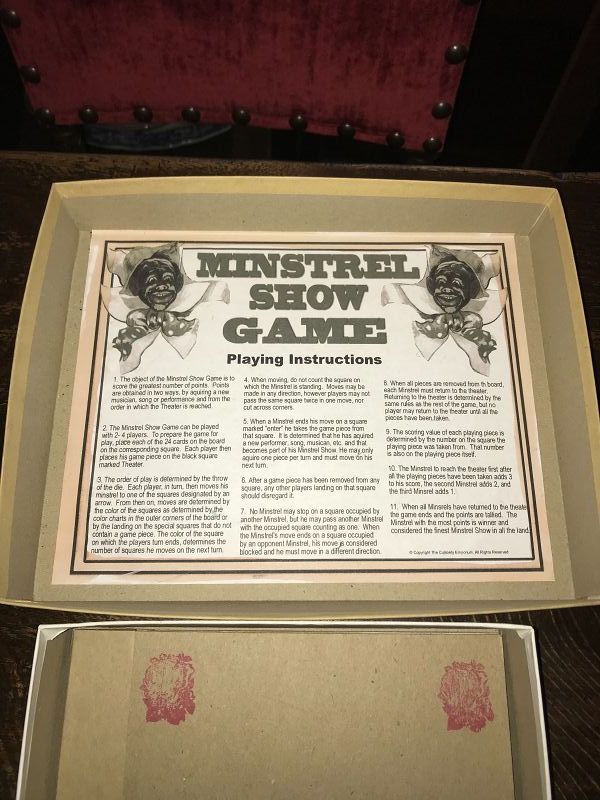 MINSTREL
SHOW
GAME
Playing Instructions
1. The object of the Minstrel Show Game is to
score the greatest number of points. Points
are obtained in two ways, by aquiring a new
musician, song or performance and from the
order in which the Theater is reached.
2. The Minstrel Show Game can be played
with 2- 4 players. To prepare the game for
play, place each of the 24 cards on the board
on the corresponding square. Each player then
places his game piece on the black square
marked Theater.
3. The order of play is determined by the throw
of the die. Each player, in turn, then moves his
minstrel to one of the squares designated by an
arrow. From then on, moves are determined by
the color of the squares as determined by the
color charts in the outer corners of the board or
by the landing on the special squares that do not
contain a game piece. The color of the square
on which the players turn ends, determines the
number of squares he moves on the next turn.
4. When moving, do not count the square on
which the Minstrel is standing. Moves may be
made in any direction, however players may not
pass the same square twice in one move, nor
cut across corners.
5. When a Minstrel ends his move on a square
marked "enter" he takes the game piece from
that square. It is determined that he has aquired
a new performer, song, musician, etc. and that
becomes part of his Minstrel Show. He may only
aquire one piece per turn and must move on his
next turn.
6. After a game piece has been removed from any
square, any other players landing on that square
should disregard it.
7. No Minstrel may stop on a square occupied by
another Minstrel, but he may pass another Minstrel
with the occupied square counting as one. When
the Minstrel's move ends on a square occupied
by an opponent Minstrel, his move is considered
blocked and he must move in a different direction.
8. When all pieces are removed from th board,
each Minstrel must return to the theater.
Returning to the theater is determined by the
same rules as the rest of the game, but no
player may return to the theater until all the
pieces have been removed.
9. The scoring value of each playing piece is
determined by the number on the square the
playing piece was taken from. That number
is also on the playing piece itself.
10. The Minstrel to reach the theater first after
all the playing pieces have been taken adds 3
to his score, the second Minstrel adds 2, and
the third Minsrel adds 1.
11. When all Minsrels have returned to the theater
the game ends and the points are tallied. The
Minstrel with the most points is winner and
considered the finest Minstrel Show in all the land.
© Copyright The Curiosity Emporium, All Rights Reserved